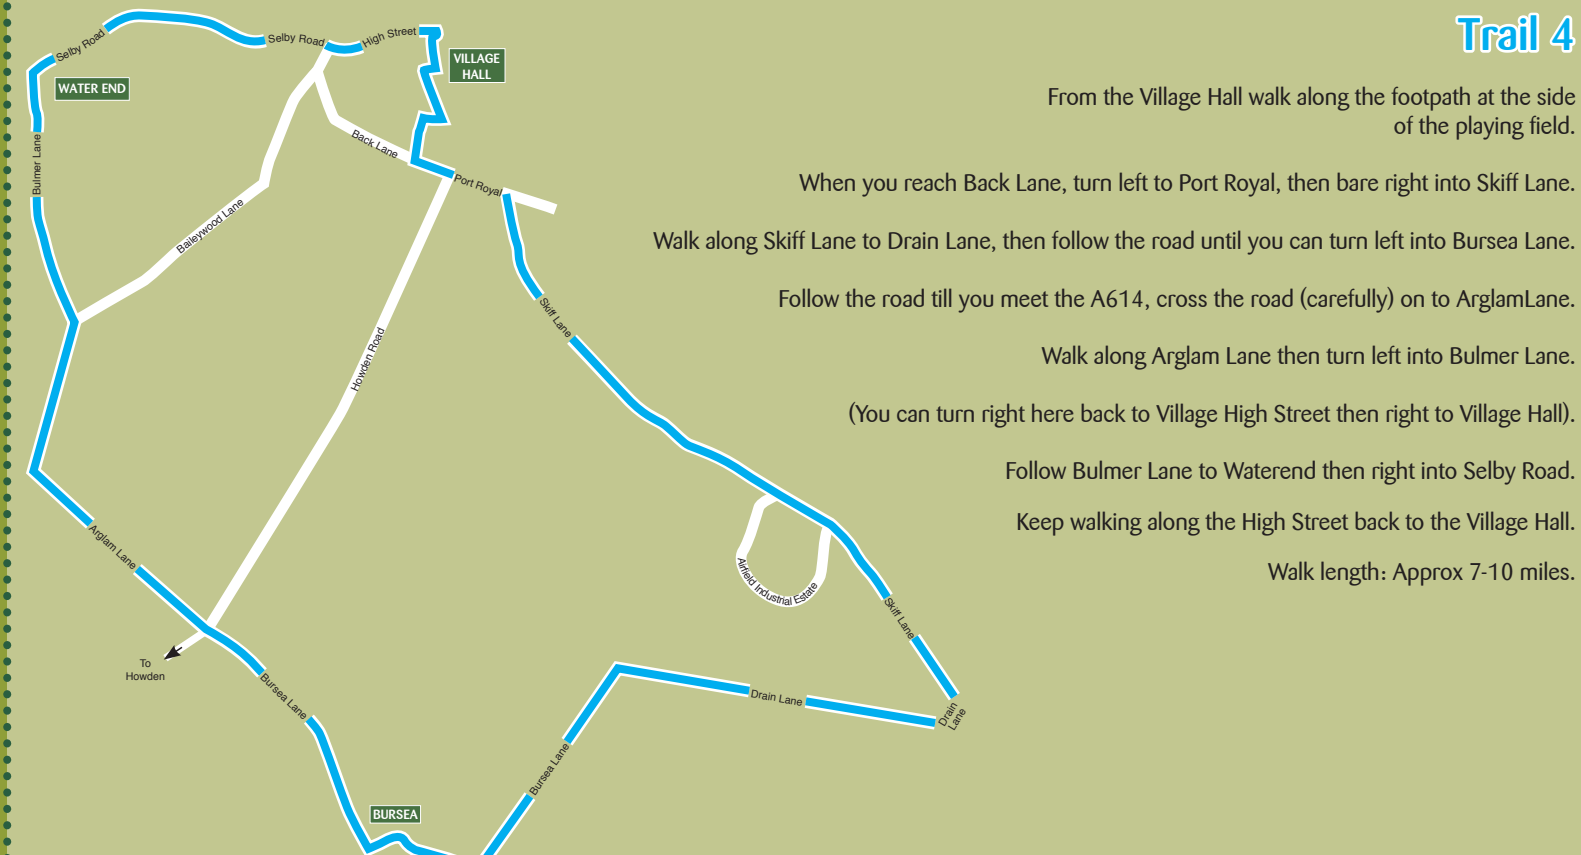 Trail 4
From the Village Hall walk along the footpath at the side
of the playing field.
When you reach Back Lane, turn left to Port Royal, then bare right into Skiff Lane.
Walk along Skiff Lane to Drain Lane, then follow the road until you can turn left into Bursea Lane.
Follow the road till you meet the A614, cross the road (carefully) on to ArglamLane.
Walk along Arglam Lane then turn left into Bulmer Lane.
(You can turn right here back to Village High Street then right to Village Hall).
Follow Bulmer Lane to Waterend then right into Selby Road.
Keep walking along the High Street back to the Village Hall.
Walk length: Approx 7-10 miles.
Selby Road
Selby Road
High Street
VILLAGE
HALL
WATER END
Bulmer Lane
Back Lane
Port Royal
Baileywood Lane
Skiff Lane
Howden Road
Arglam Lane
Airfield Industrial Estate
Skiff Lane
To
Howden
Bursea Lane
Drain Lane
Drain
Lane
Bursea Lane
BURSEA